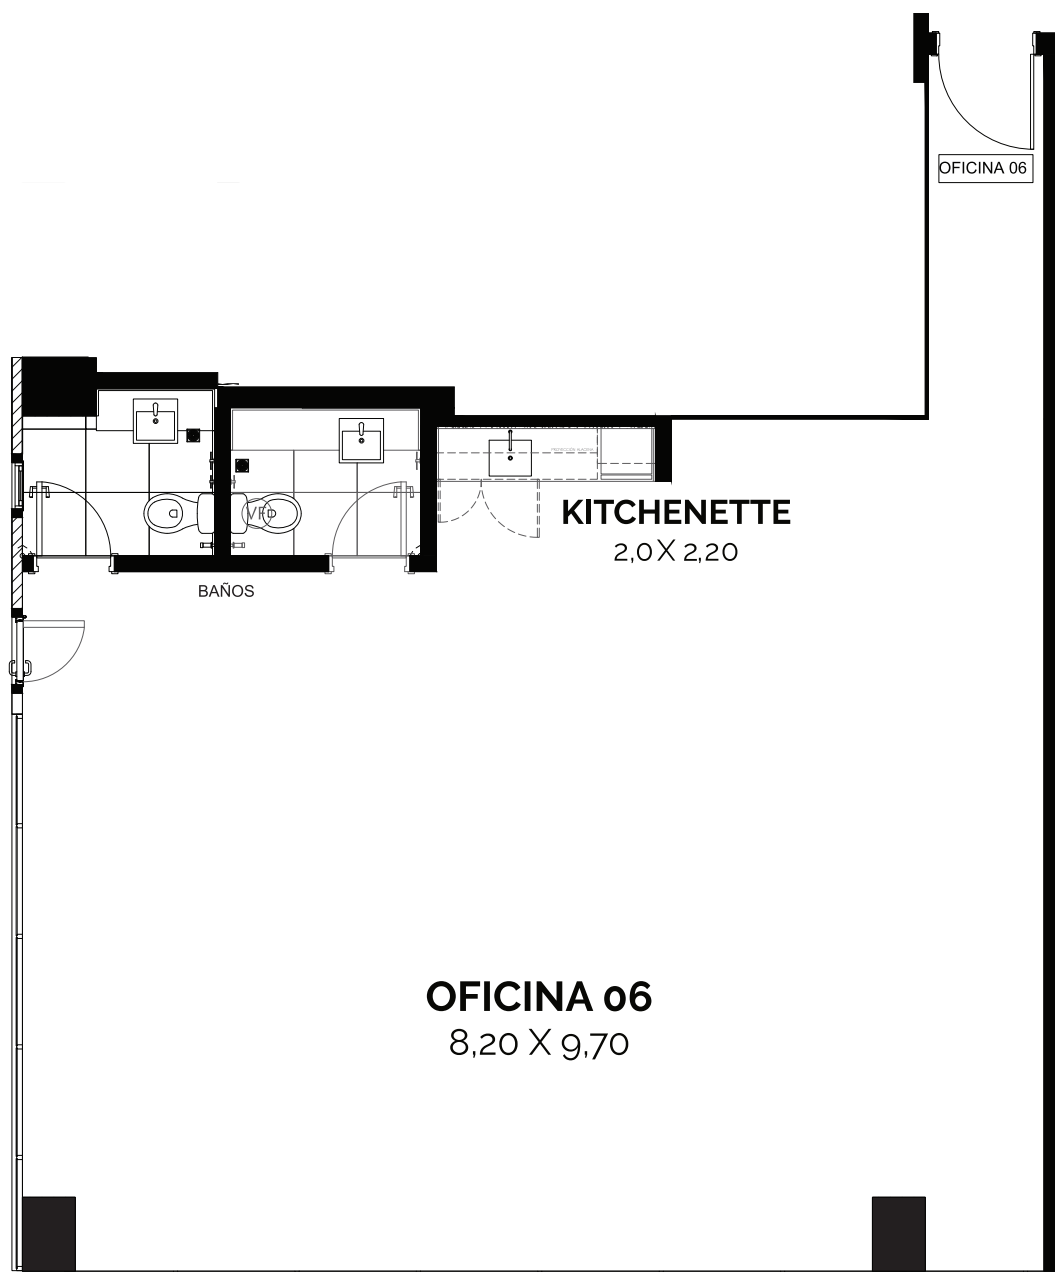 OFICINA 06
KITCHENETTE
2,0 X 2,20
BAÑOS
OFICINA 06
8,20 X 9,70